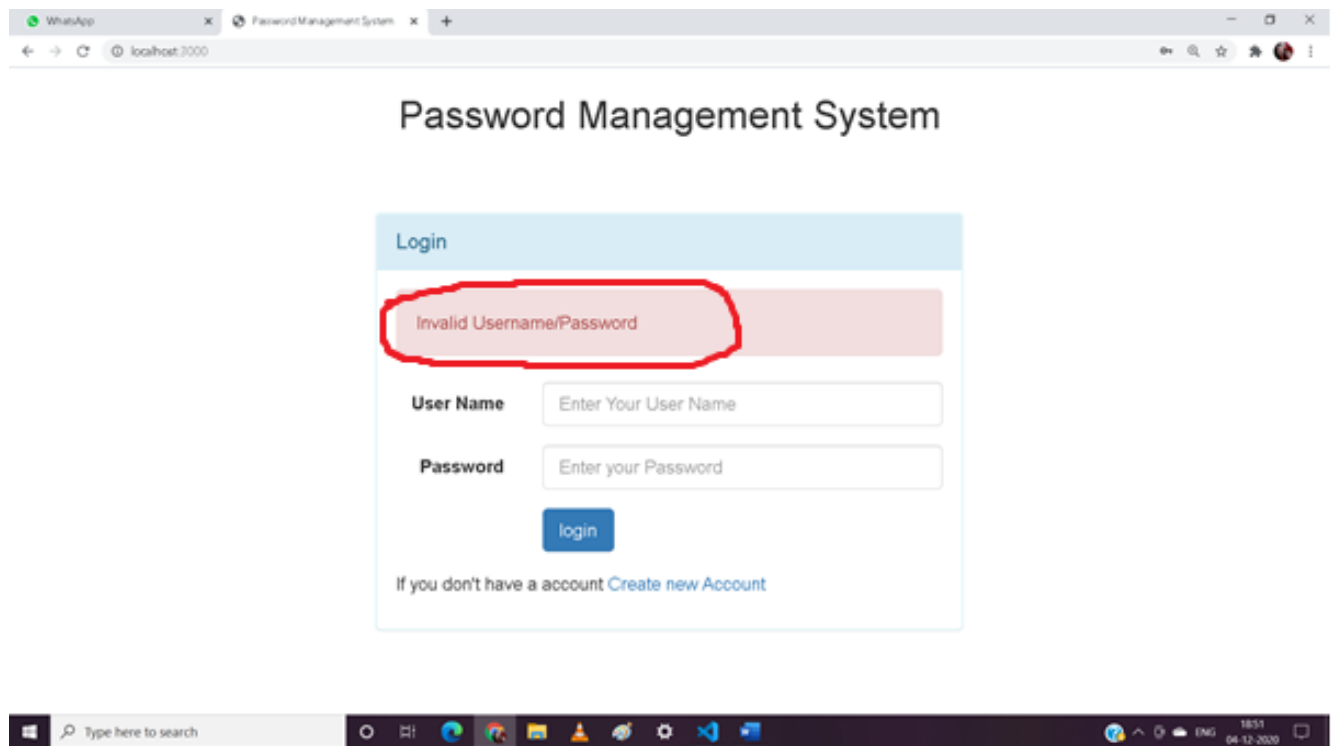 WhatsApp
Password Management System
localhost:3000
Password Management System
Login
Invalid Username/Password
User Name
Enter Your User Name
Password
Enter your Password
login
If you don't have a account Create new Account
Type here to search
ENG
18:51
04-12-2020